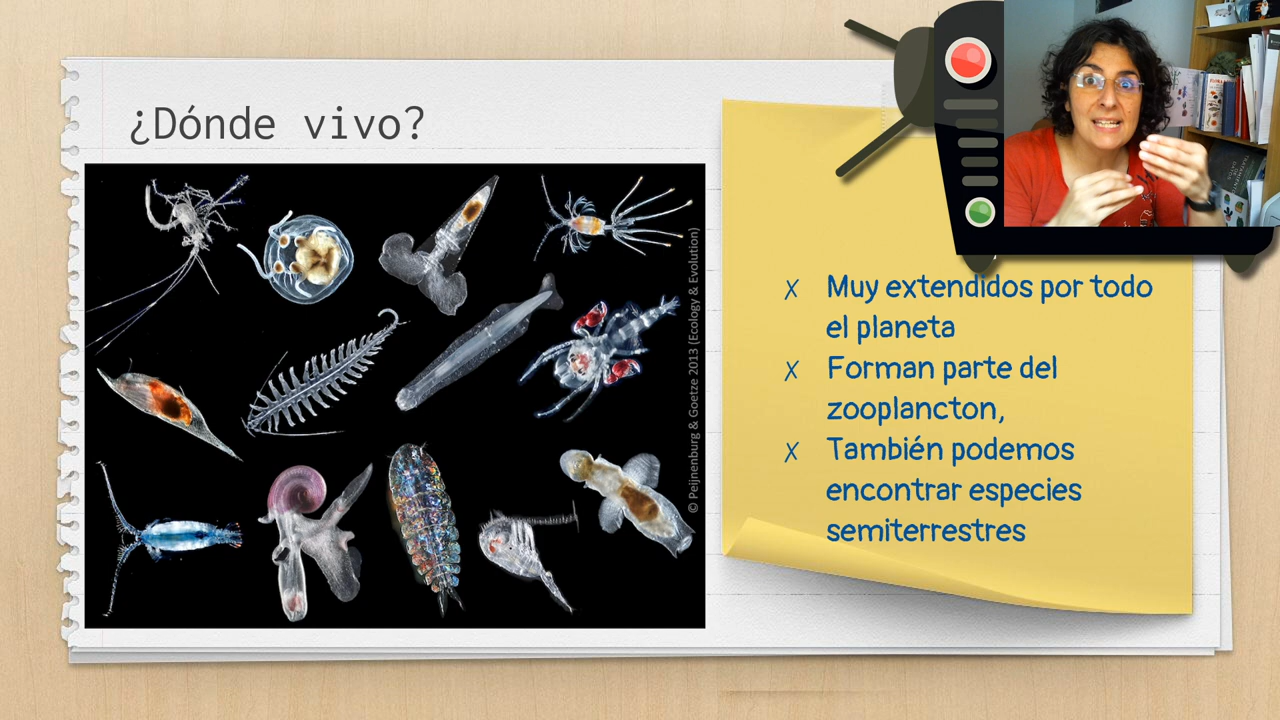 ¿Dónde vivo?
© Peijnenburg & Goetze 2013 (Ecology & Evolution)
x Muy extendidos por todo
el planeta
x Forman parte del
zooplancton,
x También podemos
encontrar especies
semiterrestres